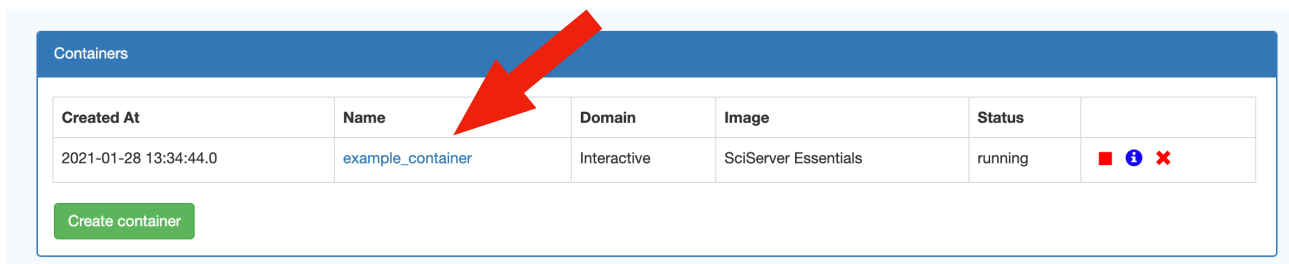 Containers
Created At Name Domain Image Status
2021-01-28 13:34:44.0 example_container Interactive SciServer Essentials running
Create container